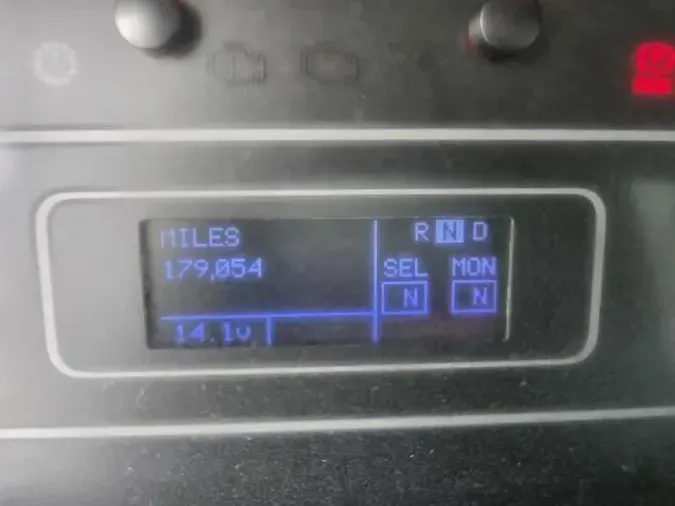 MILES
179,054
14.1v
R N D
SEL MON
N N